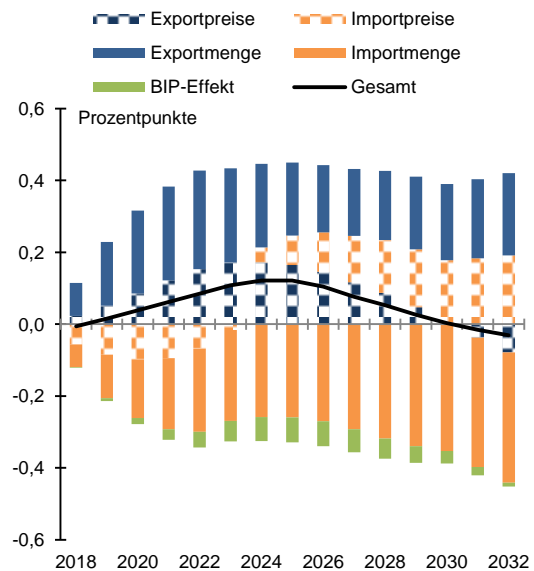 Exportpreise Importpreise
Exportmenge Importmenge
BIP-Effekt Gesamt
0,6
Prozentpunkte
0,4
0,2
0,0
-0,2
-0,4
-0,6
2018 2020 2022 2024 2026 2028 2030 2032